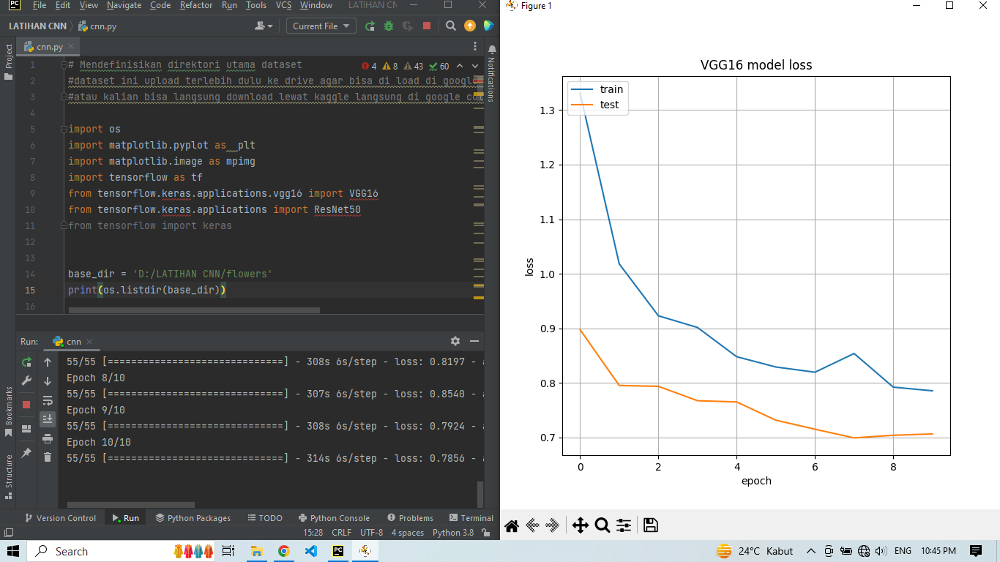 File Edit View Navigate Code Refactor Run Tools VCS Window LATIHAN CN
LATIHAN CNN cnn.py Current File
cnn.py
Project
Notifications
4 8 43 60
1 # Mendefinisikan direktori utama dataset
2 #dataset ini upload terlebih dulu ke drive agar bisa di load di google
3 #atau kalian bisa langsung download lewat kaggle langsung di google co
4
5 import os
6 import matplotlib.pyplot as  plt
7 import matplotlib.image as mpimg
8 import tensorflow as tf
9 from tensorflow.keras.applications.vgg16 import VGG16
10 from tensorflow.keras.applications import ResNet50
11 from tensorflow import keras
12
13
14 base_dir = 'D:/LATIHAN CNN/flowers'
15 print(os.listdir(base_dir))
16
Run: cnn
55/55 [==============================] - 308s 6s/step - loss: 0.8197 - a
Epoch 8/10
55/55 [==============================] - 307s 6s/step - loss: 0.8540 - a
Epoch 9/10
55/55 [==============================] - 308s 6s/step - loss: 0.7924 - a
Epoch 10/10
55/55 [==============================] - 314s 6s/step - loss: 0.7856 - a
Bookmarks
Structure
Version Control Run Python Packages TODO Python Console Problems Terminal
15:28 CRLF UTF-8 4 spaces Python 3.8
Figure 1
VGG16 model loss
train
test
1.3
1.2
1.1
1.0
0.9
0.8
0.7
loss
0 2 4 6 8
epoch
Search
24°C Kabut ENG 10:45 PM